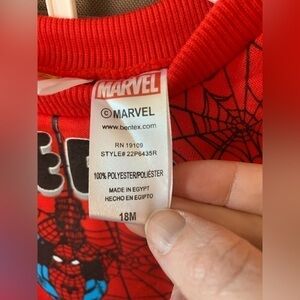 MARVEL
© MARVEL
www.bentex.com
RN 19109
STYLE# 22P6435R
100% POLYESTER/POLIÉSTER
MADE IN EGYPT
HECHO EN EGIPTO
18M